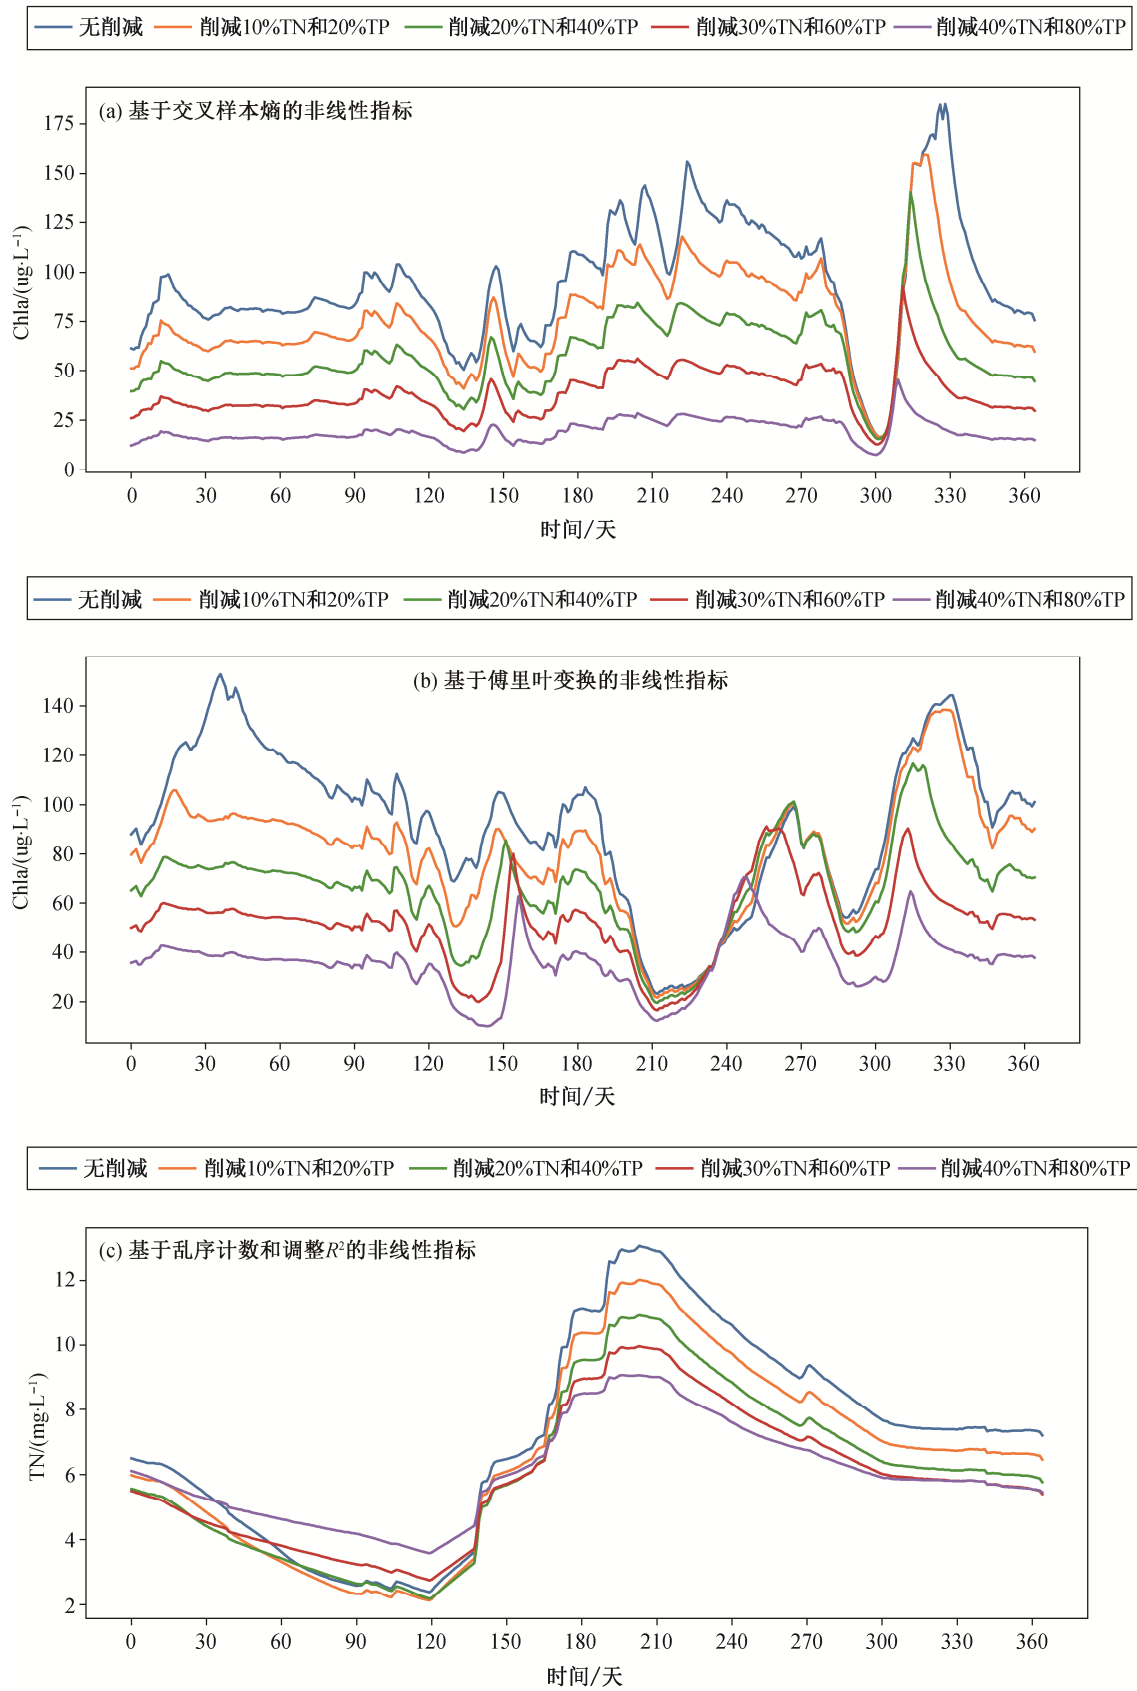 无削减 削减10%TN和20%TP 削减20%TN和40%TP 削减30%TN和60%TP 削减40%TN和80%TP
(a) 基于交叉样本熵的非线性指标
Chla/(ug·L⁻¹)
175
150
125
100
75
50
25
0
0 30 60 90 120 150 180 210 240 270 300 330 360
时间/天
无削减 削减10%TN和20%TP 削减20%TN和40%TP 削减30%TN和60%TP 削减40%TN和80%TP
(b) 基于傅里叶变换的非线性指标
Chla/(ug·L⁻¹)
140
120
100
80
60
40
20
0 30 60 90 120 150 180 210 240 270 300 330 360
时间/天
无削减 削减10%TN和20%TP 削减20%TN和40%TP 削减30%TN和60%TP 削减40%TN和80%TP
(c) 基于乱序计数和调整R²的非线性指标
TN/(mg·L⁻¹)
12
10
8
6
4
2
0 30 60 90 120 150 180 210 240 270 300 330 360
时间/天